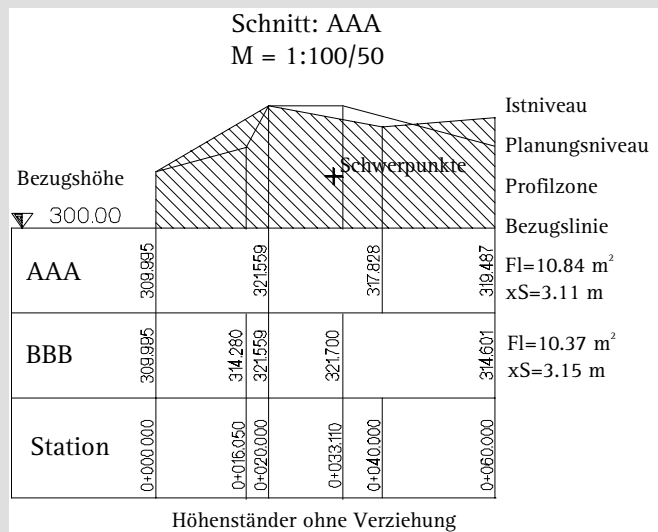 Schnitt: AAA
M = 1:100/50
Istniveau
Planungsniveau
Schwerpunkte
Bezugshöhe
Profilzone
300.00
Bezugslinie
AAA
309.995
321.559
317.828
319.487
Fl=10.84 m²
xS=3.11 m
BBB
309.995
314.280
321.559
321.700
314.601
Fl=10.37 m²
xS=3.15 m
Station
0+000.000
0+016.050
0+020.000
0+033.110
0+040.000
0+060.000
Höhenständer ohne Verziehung